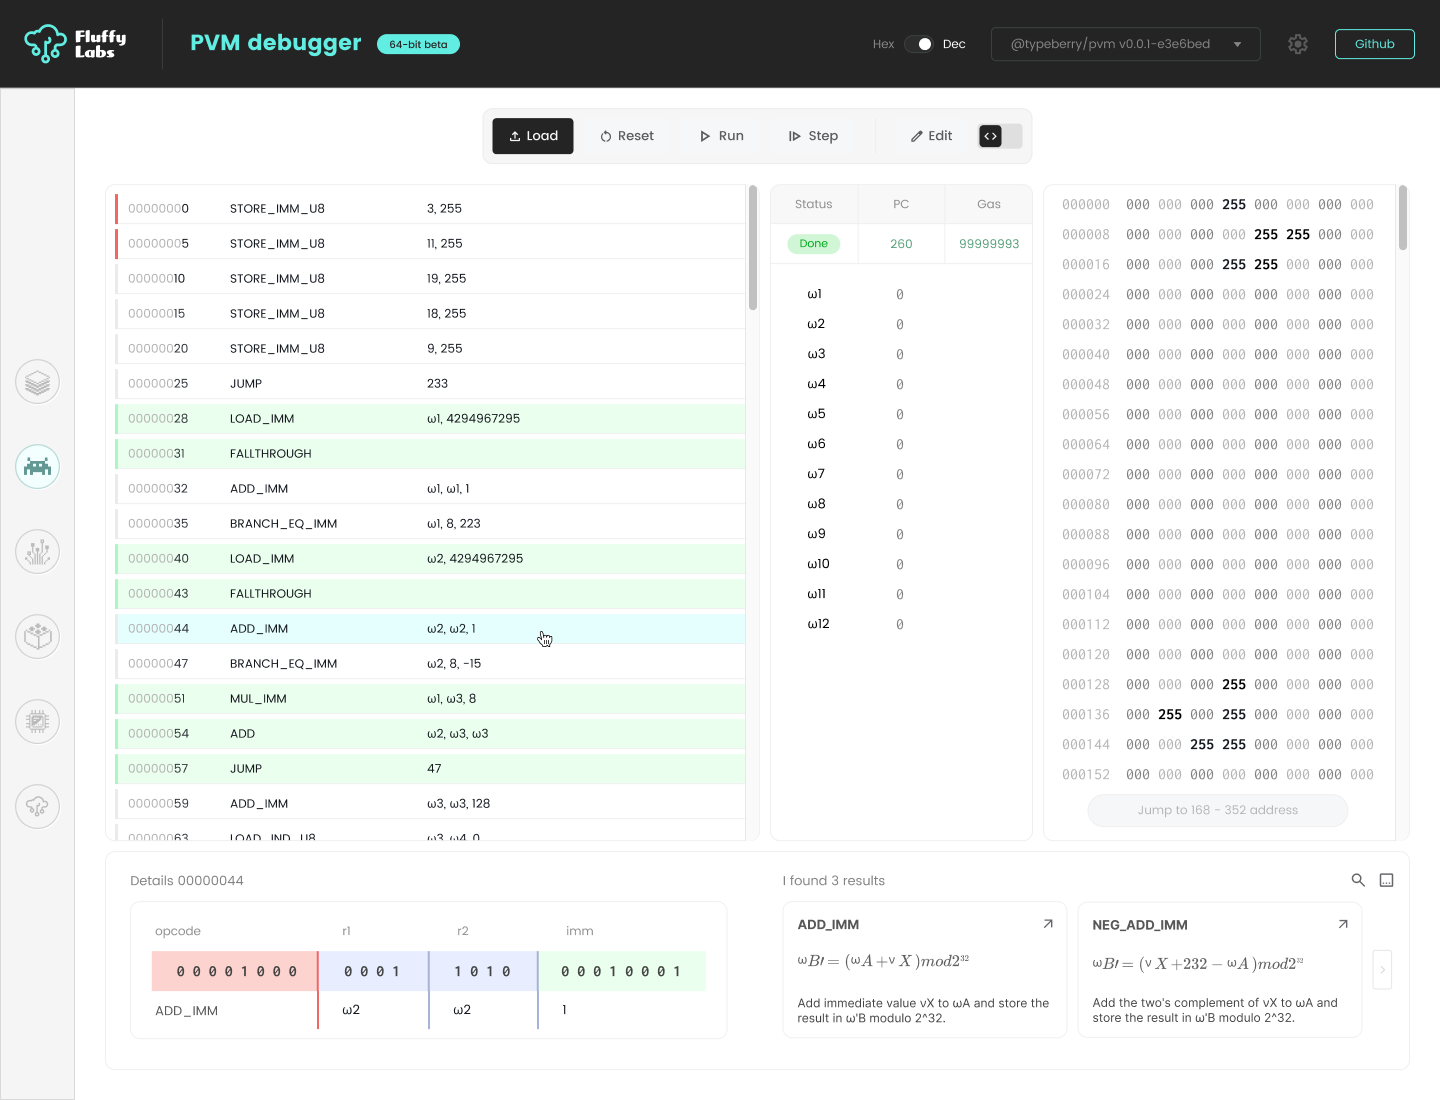 Fluffy Labs
PVM debugger
64-bit beta
Hex Dec
@typeberry/pvm v0.0.1-e3e6bed
Github
Load Reset Run Step Edit
00000000 STORE_IMM_U8 3, 255
00000005 STORE_IMM_U8 11, 255
00000010 STORE_IMM_U8 19, 255
00000015 STORE_IMM_U8 18, 255
00000020 STORE_IMM_U8 9, 255
00000025 JUMP 233
00000028 LOAD_IMM ω1, 4294967295
00000031 FALLTHROUGH
00000032 ADD_IMM ω1, ω1, 1
00000035 BRANCH_EQ_IMM ω1, 8, 223
00000040 LOAD_IMM ω2, 4294967295
00000043 FALLTHROUGH
00000044 ADD_IMM ω2, ω2, 1
00000047 BRANCH_EQ_IMM ω2, 8, -15
00000051 MUL_IMM ω1, ω3, 8
00000054 ADD ω2, ω3, ω3
00000057 JUMP 47
00000059 ADD_IMM ω3, ω3, 128
00000063 LOAD_IND_U8 ω3, ω4, 0
Status PC Gas
Done 260 99999993
ω1 0
ω2 0
ω3 0
ω4 0
ω5 0
ω6 0
ω7 0
ω8 0
ω9 0
ω10 0
ω11 0
ω12 0
000000 000 000 000 255 000 000 000 000
000008 000 000 000 000 255 255 000 000
000016 000 000 000 255 255 000 000 000
000024 000 000 000 000 000 000 000 000
000032 000 000 000 000 000 000 000 000
000040 000 000 000 000 000 000 000 000
000048 000 000 000 000 000 000 000 000
000056 000 000 000 000 000 000 000 000
000064 000 000 000 000 000 000 000 000
000072 000 000 000 000 000 000 000 000
000080 000 000 000 000 000 000 000 000
000088 000 000 000 000 000 000 000 000
000096 000 000 000 000 000 000 000 000
000104 000 000 000 000 000 000 000 000
000112 000 000 000 000 000 000 000 000
000120 000 000 000 000 000 000 000 000
000128 000 000 000 255 000 000 000 000
000136 000 255 000 255 000 000 000 000
000144 000 000 255 255 000 000 000 000
000152 000 000 000 000 000 000 000 000
Jump to 168 - 352 address
Details 00000044
opcode r1 r2 imm
0 0 0 0 1 0 0 0 0 0 0 1 1 0 1 0 0 0 0 1 0 0 0 1
ADD_IMM ω2 ω2 1
I found 3 results
ADD_IMM
ωB′ = (ωA + ν X ) mod2³²
Add immediate value νX to ωA and store the
result in ω'B modulo 2^32.
NEG_ADD_IMM
ωB′ = (ν X +232 − ωA ) mod2³²
Add the two's complement of νX to ωA and
store the result in ω'B modulo 2^32.